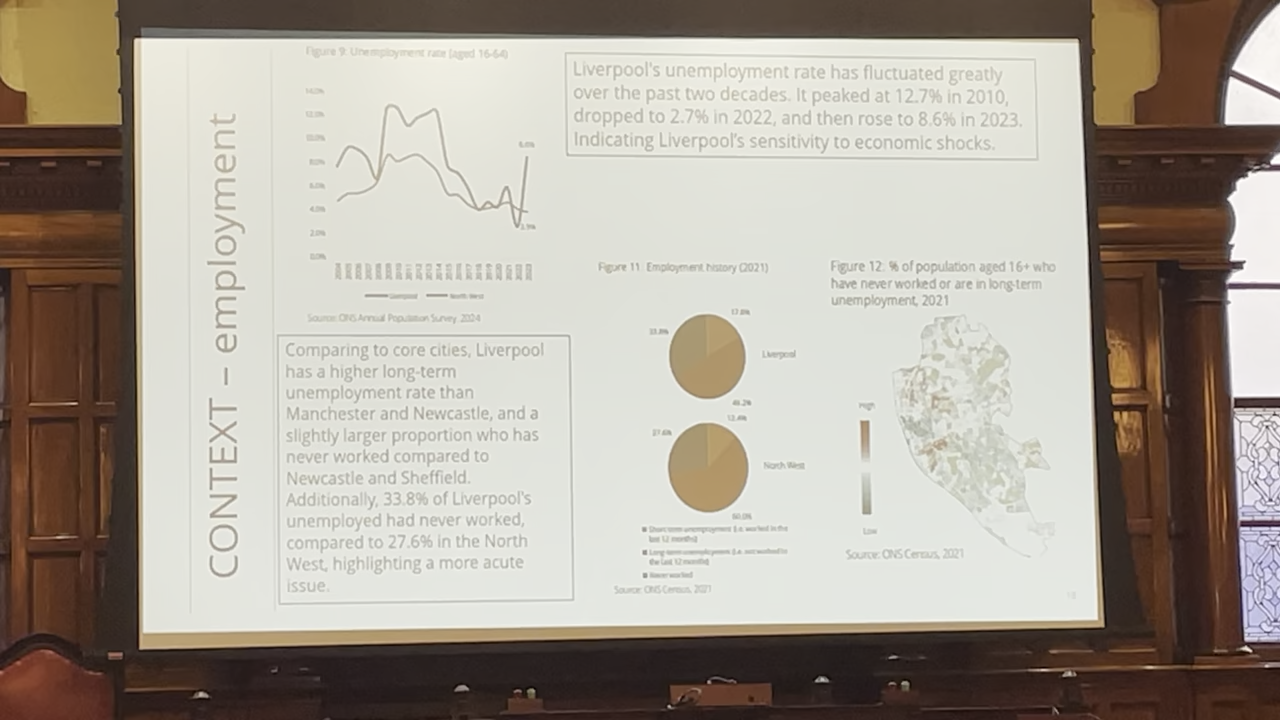 CONTEXT – employment
Figure 9: Unemployment rate (aged 16-64)
14.0%
12.0%
10.0%
8.0%
6.0%
4.0%
2.0%
0.0%
Liverpool
North West
Source: ONS Annual Population Survey, 2024
Liverpool's unemployment rate has fluctuated greatly
over the past two decades. It peaked at 12.7% in 2010,
dropped to 2.7% in 2022, and then rose to 8.6% in 2023.
Indicating Liverpool's sensitivity to economic shocks.
Comparing to core cities, Liverpool
has a higher long-term
unemployment rate than
Manchester and Newcastle, and a
slightly larger proportion who has
never worked compared to
Newcastle and Sheffield.
Additionally, 33.8% of Liverpool's
unemployed had never worked,
compared to 27.6% in the North
West, highlighting a more acute
issue.
Figure 11: Employment history (2021)
33.8%
Liverpool
12.4%
27.6%
North West
50.0%
Short-term unemployment (i.e. worked in the
last 12 months)
Long-term unemployment (i.e. not worked in
the last 12 months)
Never worked
Source: ONS Census, 2021
Figure 12: % of population aged 16+ who
have never worked or are in long-term
unemployment, 2021
High
Low
Source: ONS Census, 2021